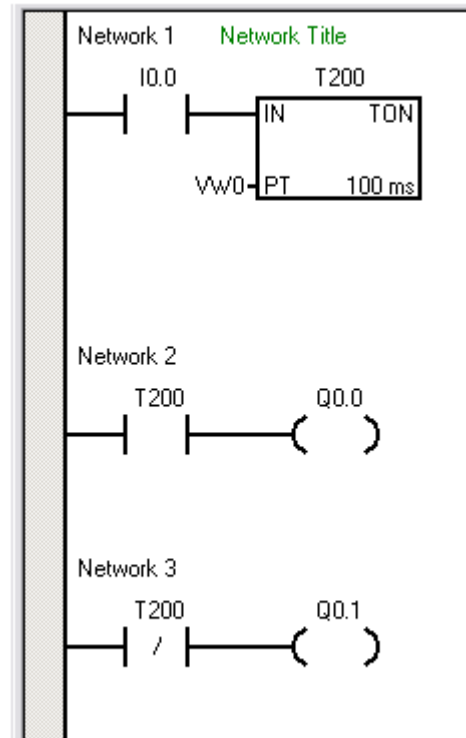 Network 1 Network Title
I0.0 T200
IN TON
VW0 PT 100 ms
Network 2
T200 Q0.0
Network 3
T200 Q0.1
/